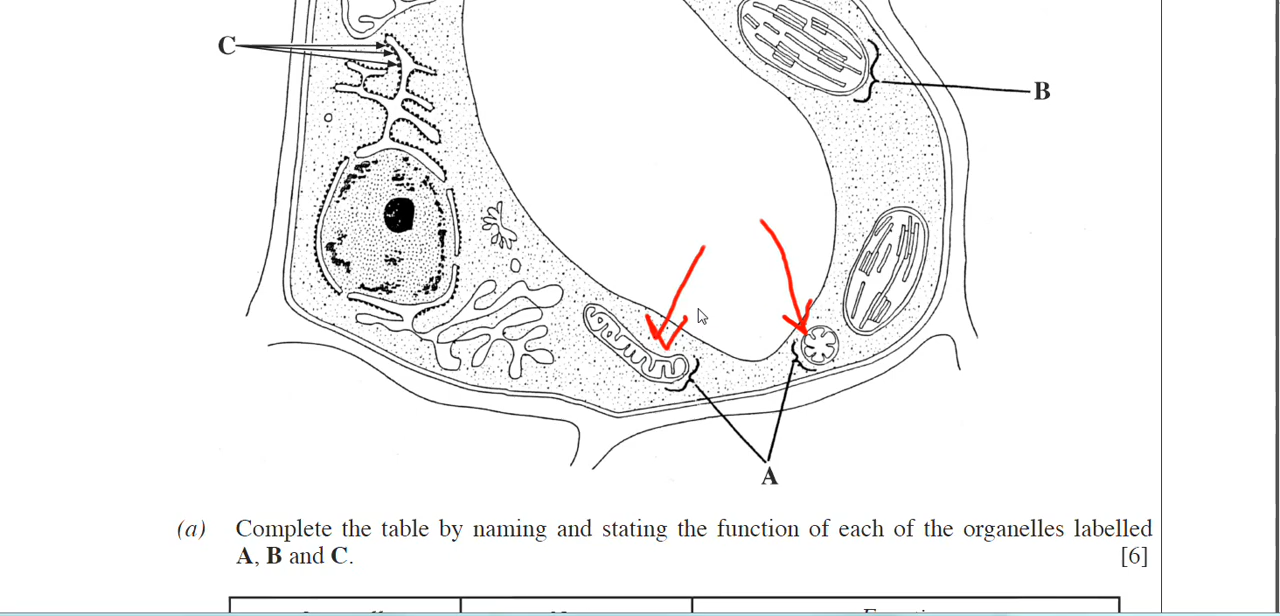 C
B
A
(a) Complete the table by naming and stating the function of each of the organelles labelled
A, B and C. [6]